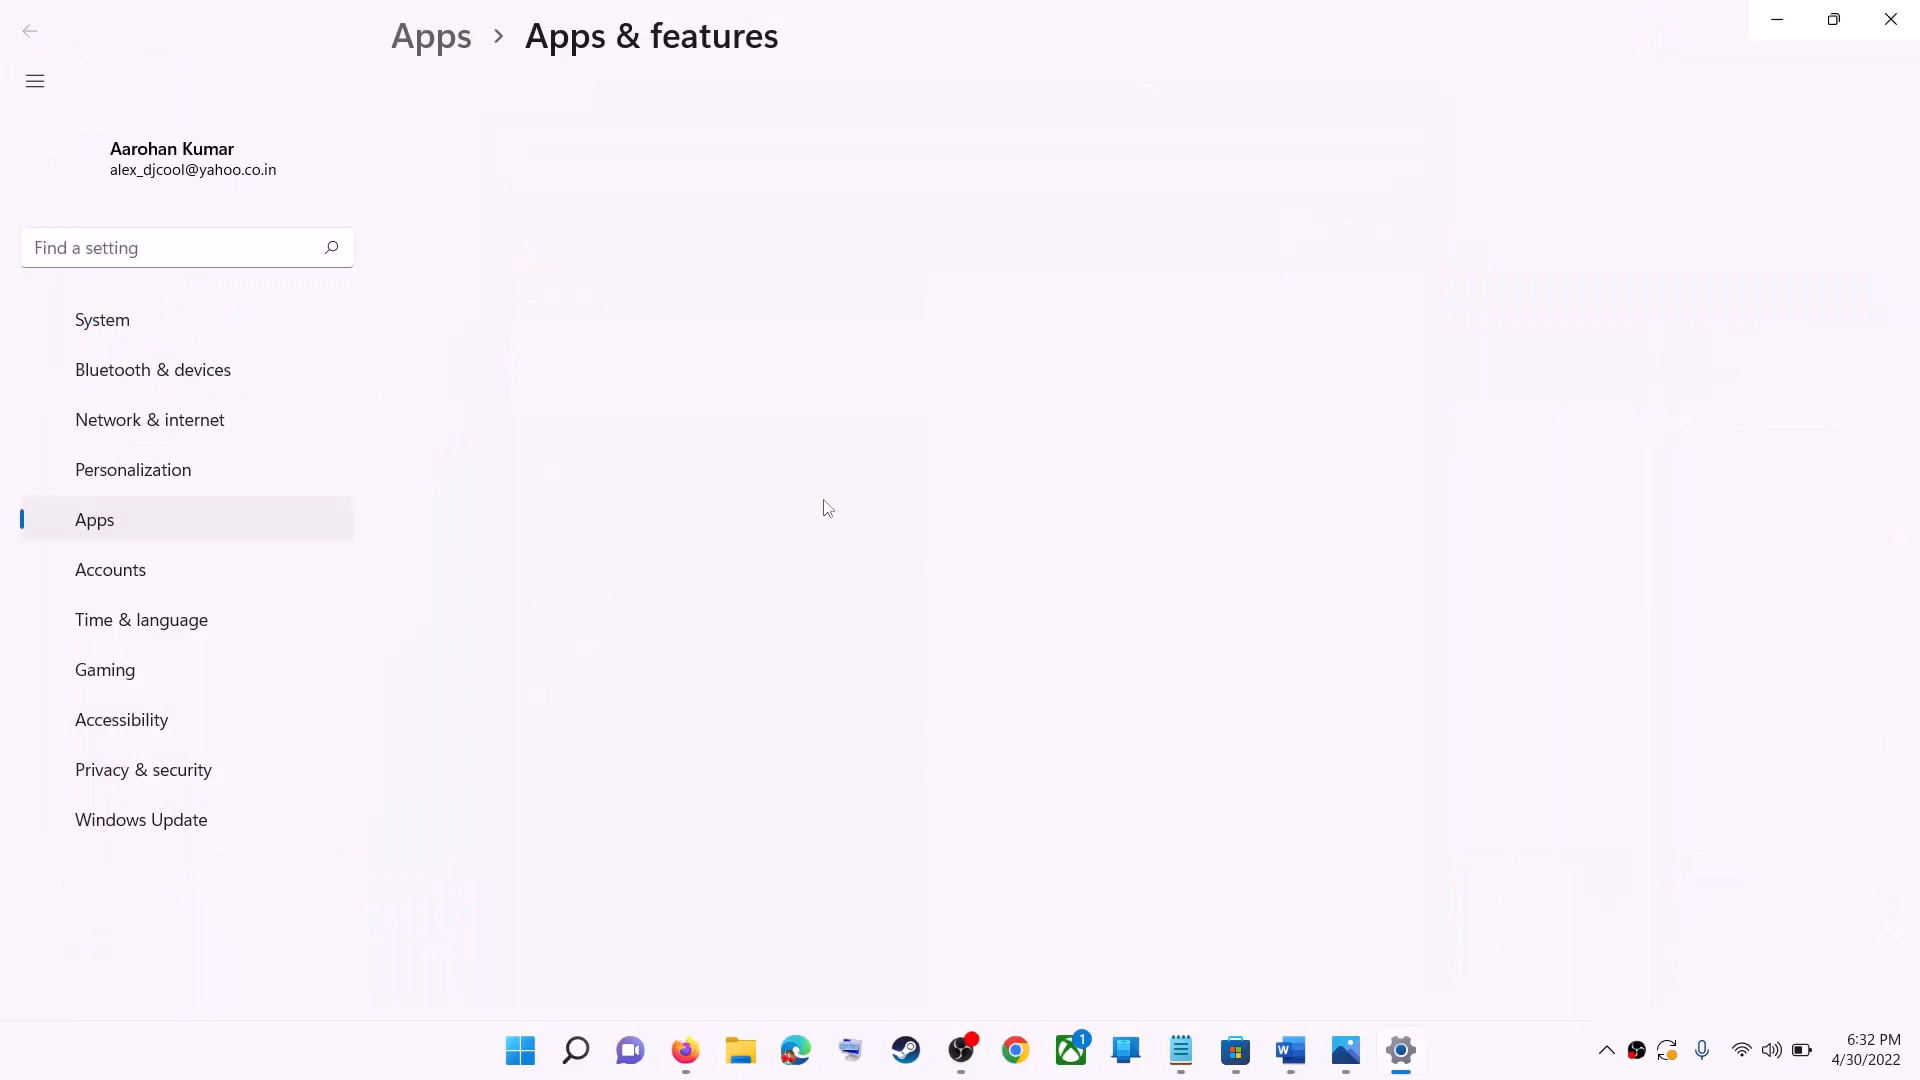 Apps > Apps & features
Aarohan Kumar
alex_djcool@yahoo.co.in
Find a setting
System
Bluetooth & devices
Network & internet
Personalization
Apps
Accounts
Time & language
Gaming
Accessibility
Privacy & security
Windows Update
1
W
6:32 PM
4/30/2022